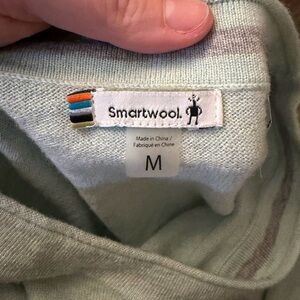 Smartwool.
Made in China /
Fabriqué en Chine
M